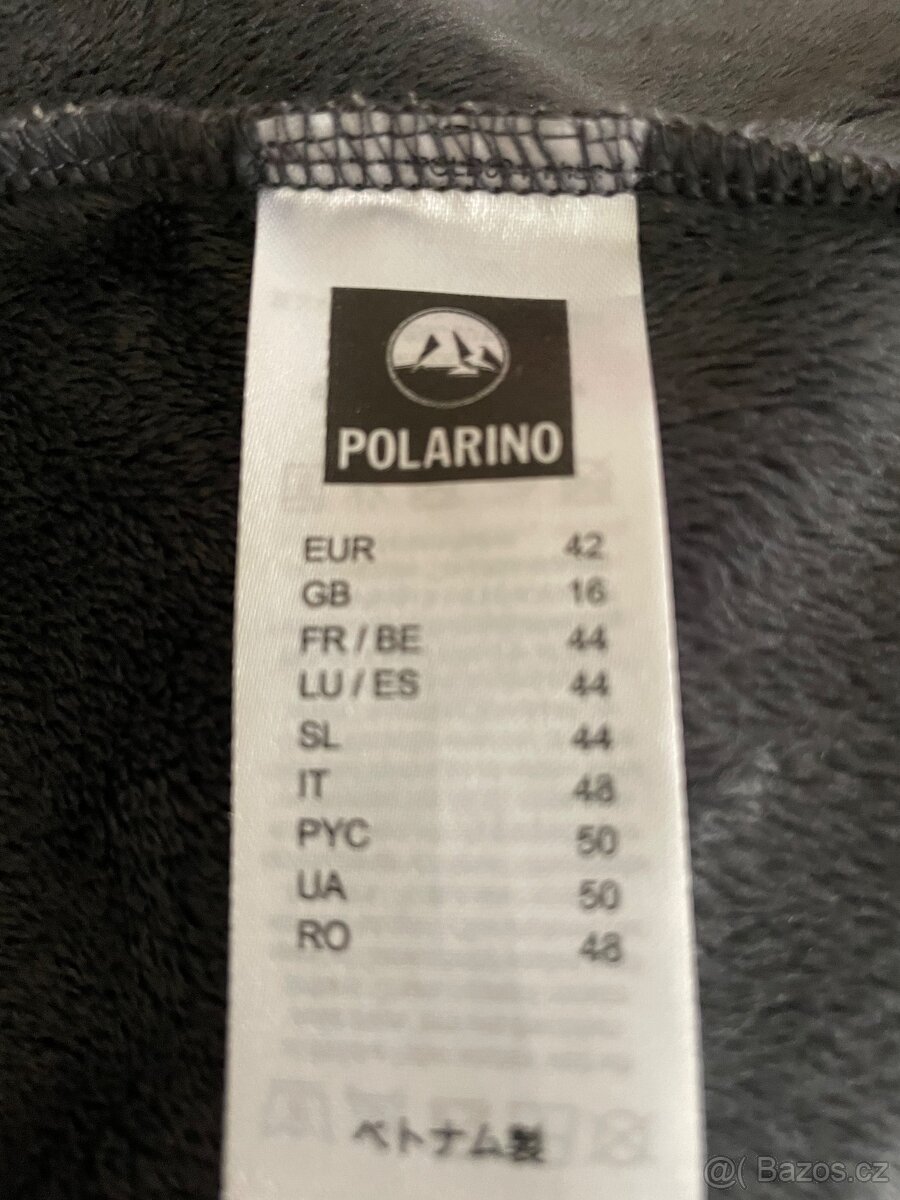 POLARINO
EUR 42
GB 16
FR / BE 44
LU / ES 44
SL 44
IT 48
PYC 50
UA 50
RO 48
ベトナム製
@( Bazos.cz